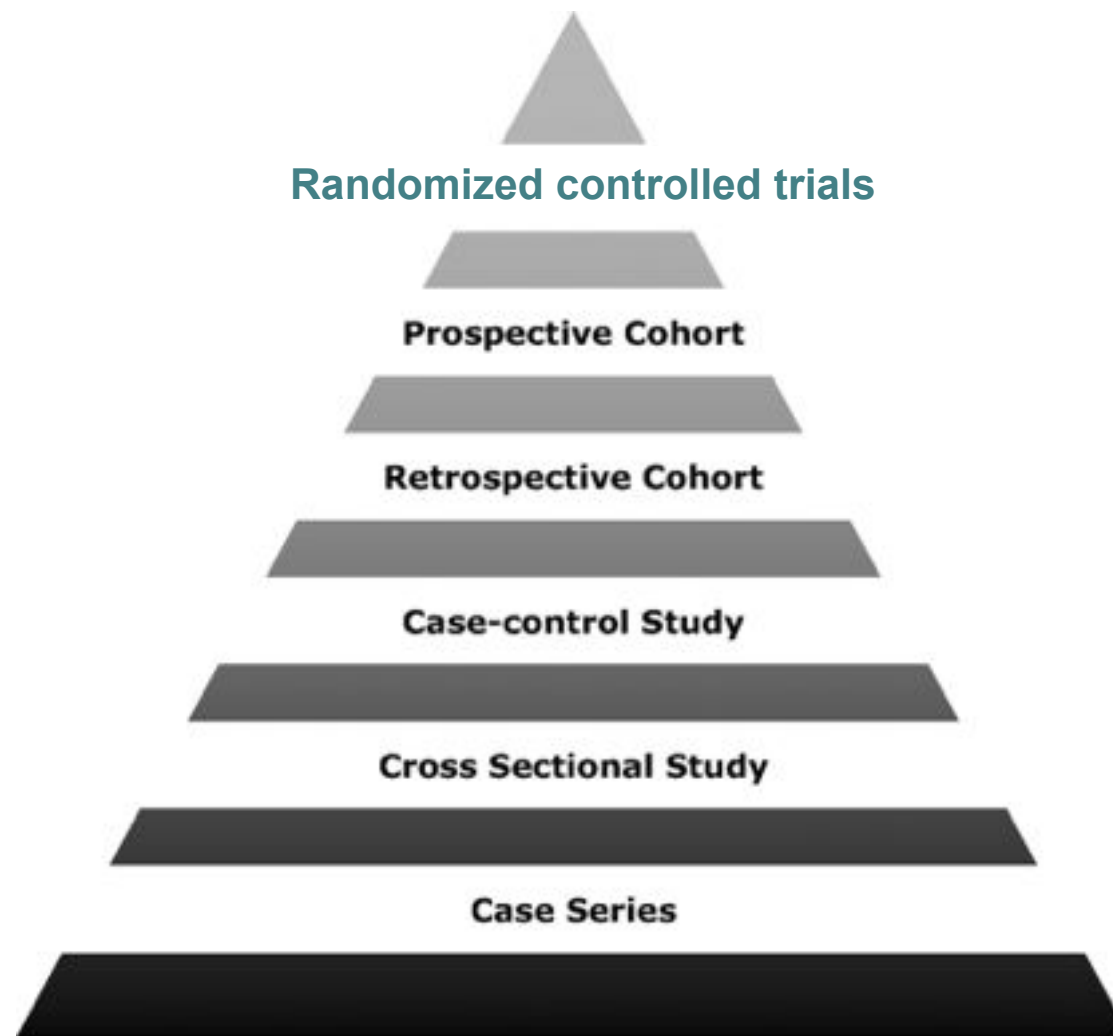 Randomized controlled trials
Prospective Cohort
Retrospective Cohort
Case-control Study
Cross Sectional Study
Case Series